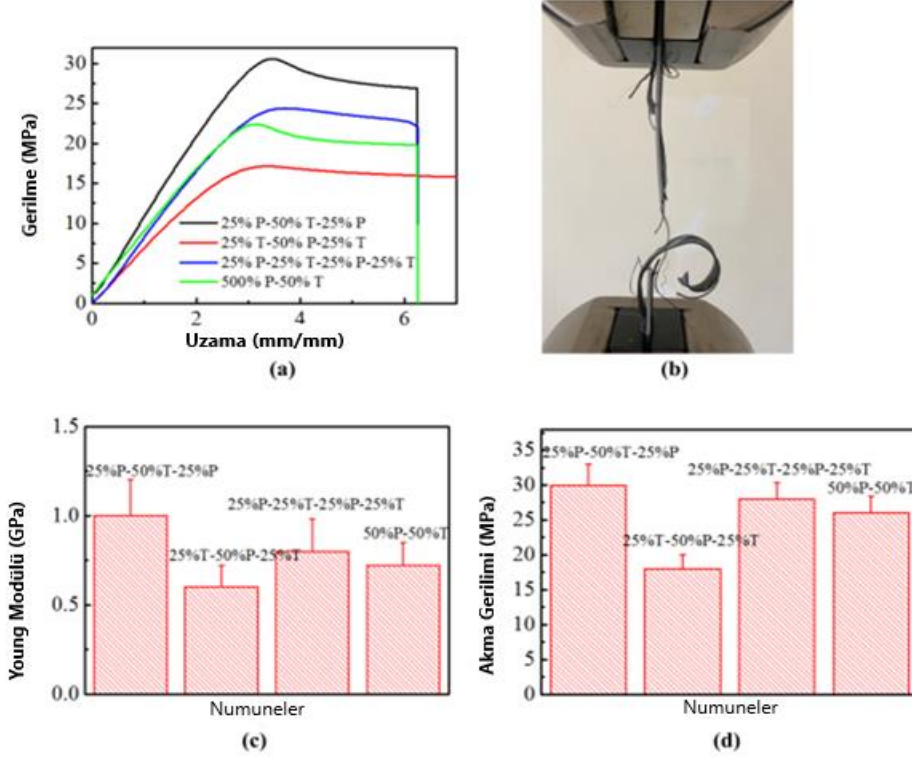 Gerilme (MPa)
30
25
20
15
10
5
0
25% P-50% T-25% P
25% T-50% P-25% T
25% P-25% T-25% P-25% T
500% P-50% T
0 2 4 6
Uzama (mm/mm)
(a)
(b)
Young Modülü (GPa)
1.5
1.0
0.5
0.0
25%P-50%T-25%P
25%T-50%P-25%T
25%P-25%T-25%P-25%T
50%P-50%T
Numuneler
(c)
Akma Gerilimi (MPa)
35
30
25
20
15
10
5
0
25%P-50%T-25%P
25%T-50%P-25%T
25%P-25%T-25%P-25%T
50%P-50%T
Numuneler
(d)